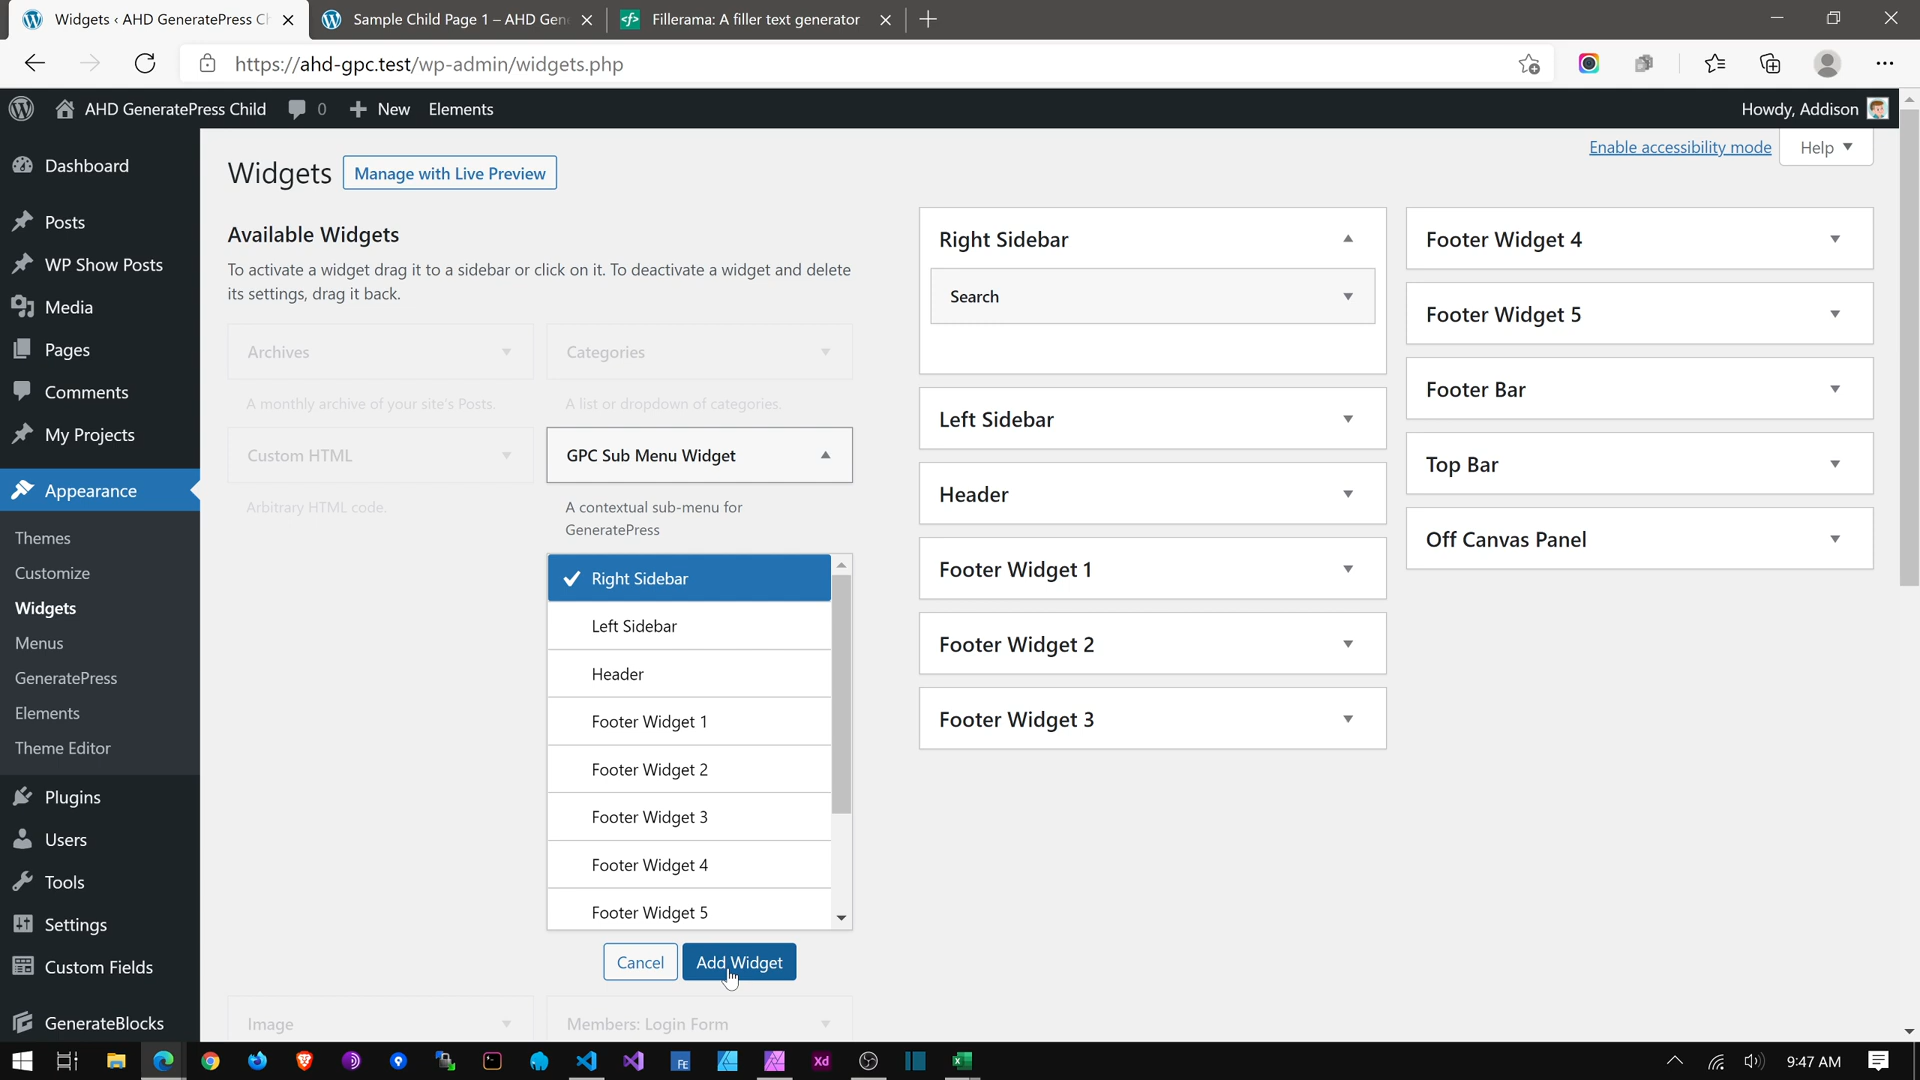 Widgets ‹ AHD GeneratePress Ch
Sample Child Page 1 – AHD Gen
Fillerama: A filler text generator
https://ahd-gpc.test/wp-admin/widgets.php
AHD GeneratePress Child
0
New
Elements
Howdy, Addison
Dashboard
Posts
WP Show Posts
Media
Pages
Comments
My Projects
Appearance
Themes
Customize
Widgets
Menus
GeneratePress
Elements
Theme Editor
Plugins
Users
Tools
Settings
Custom Fields
GenerateBlocks
Enable accessibility mode
Help
Widgets
Manage with Live Preview
Available Widgets
To activate a widget drag it to a sidebar or click on it. To deactivate a widget and delete
its settings, drag it back.
Archives
A monthly archive of your site's Posts.
Categories
A list or dropdown of categories.
Custom HTML
Arbitrary HTML code.
GPC Sub Menu Widget
A contextual sub-menu for
GeneratePress
Right Sidebar
Left Sidebar
Header
Footer Widget 1
Footer Widget 2
Footer Widget 3
Footer Widget 4
Footer Widget 5
Cancel
Add Widget
Image
Members: Login Form
Right Sidebar
Search
Left Sidebar
Header
Footer Widget 1
Footer Widget 2
Footer Widget 3
Footer Widget 4
Footer Widget 5
Footer Bar
Top Bar
Off Canvas Panel
FE
Xd
9:47 AM